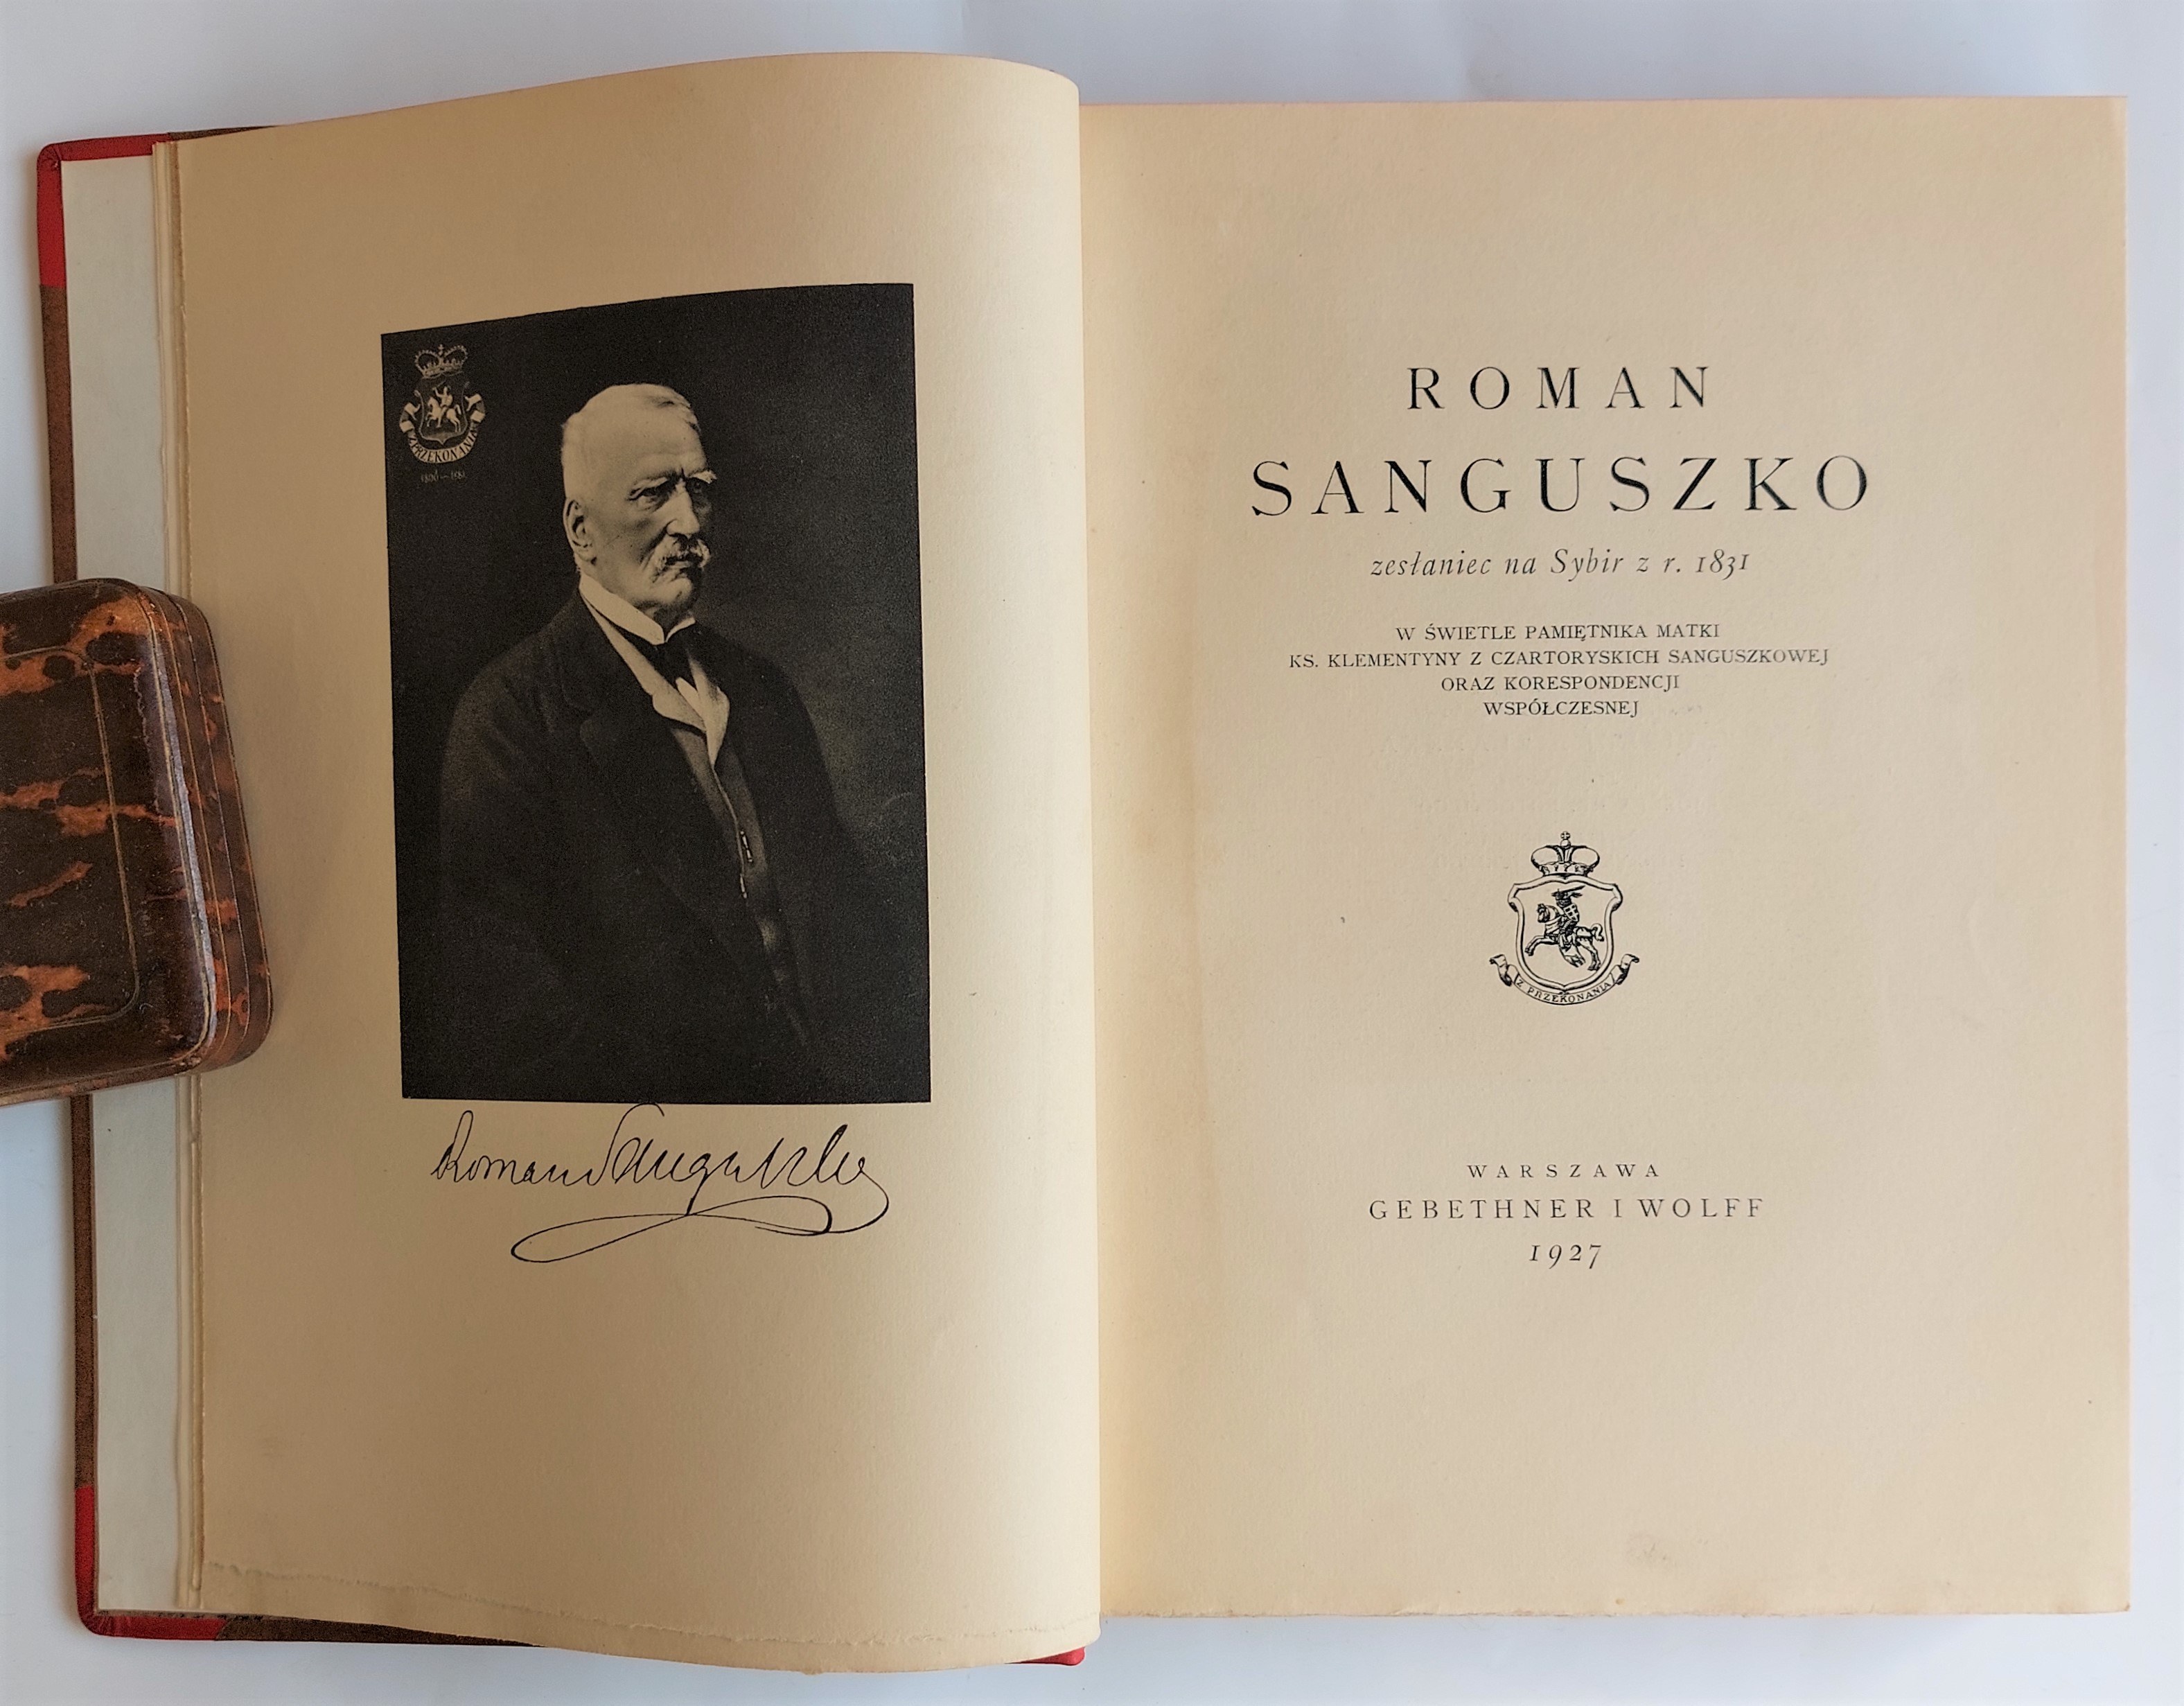 Z PRZEKONANIA
Roman Sanguszko
ROMAN
SANGUSZKO
zesłaniec na Sybir z r. 1831
W ŚWIETLE PAMIĘTNIKA MATKI
KS. KLEMENTYNY Z CZARTORYSKICH SANGUSZKOWEJ
ORAZ KORESPONDENCJI
WSPÓŁCZESNEJ
Z PRZEKONANIA
WARSZAWA
GEBETHNER I WOLFF
1927